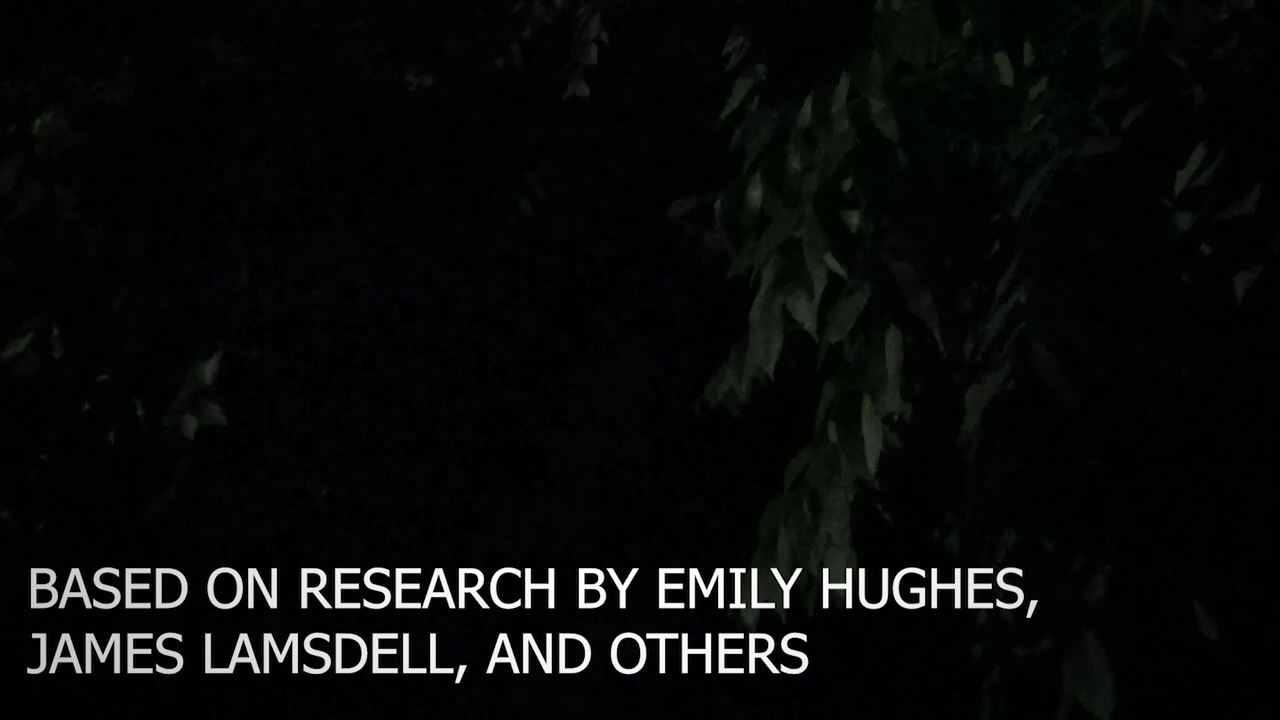 BASED ON RESEARCH BY EMILY HUGHES,
JAMES LAMSDELL, AND OTHERS